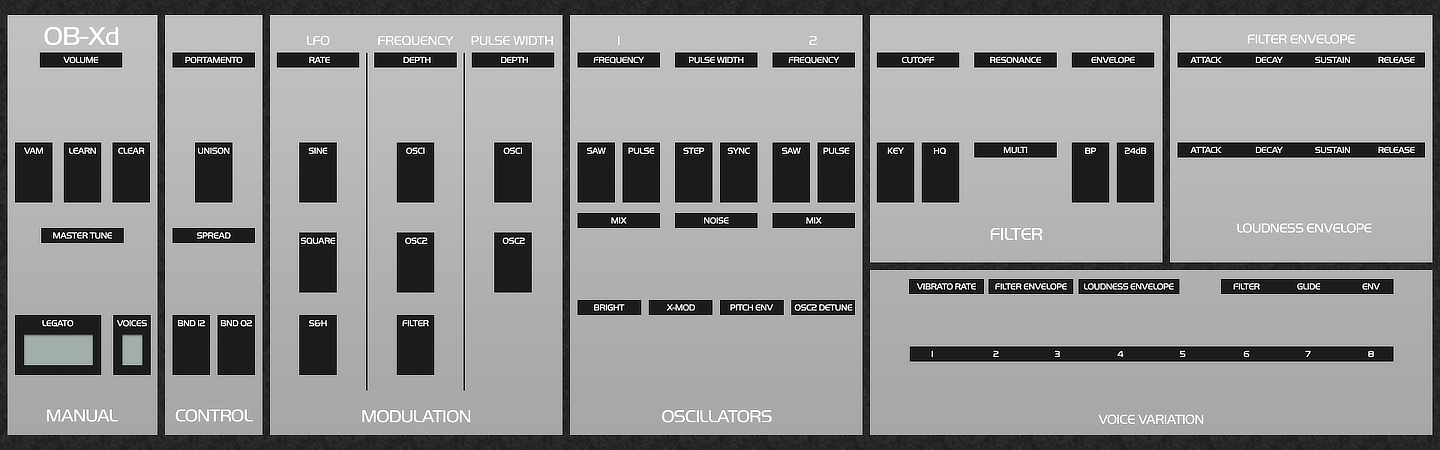 OB-Xd
VOLUME
VAM LEARN CLEAR
MASTER TUNE
LEGATO VOICES
MANUAL
PORTAMENTO
UNISON
SPREAD
BND 12 BND O2
CONTROL
LFO FREQUENCY PULSE WIDTH
RATE DEPTH DEPTH
SINE OSC1 OSC1
SQUARE OSC2 OSC2
S&H FILTER
MODULATION
1 2
FREQUENCY PULSE WIDTH FREQUENCY
SAW PULSE STEP SYNC SAW PULSE
MIX NOISE MIX
BRIGHT X-MOD PITCH ENV OSC2 DETUNE
OSCILLATORS
CUTOFF RESONANCE ENVELOPE
KEY HQ MULTI BP 24dB
FILTER
FILTER ENVELOPE
ATTACK DECAY SUSTAIN RELEASE
ATTACK DECAY SUSTAIN RELEASE
LOUDNESS ENVELOPE
VIBRATO RATE FILTER ENVELOPE LOUDNESS ENVELOPE FILTER GLIDE ENV
1 2 3 4 5 6 7 8
VOICE VARIATION